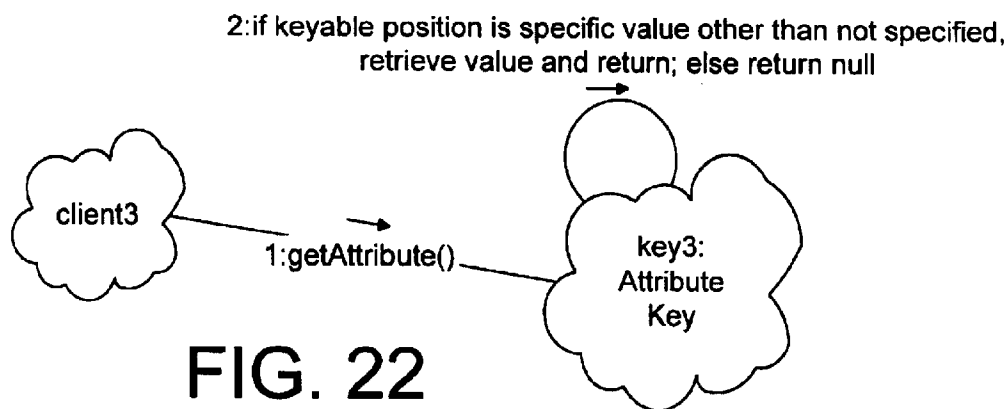 2:if keyable position is specific value other than not specified,
retrieve value and return; else return null
client3
1:getAttribute()
key3:
Attribute
Key
FIG. 22